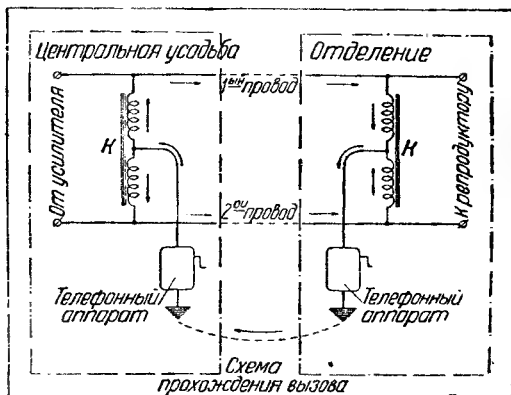 Центральная усадьба
Отделение
От усилителя
1ый провод
К
К
К репродуктору
2ой провод
Телефонный
аппарат
Телефонный
аппарат
Схема
прохождения вызова